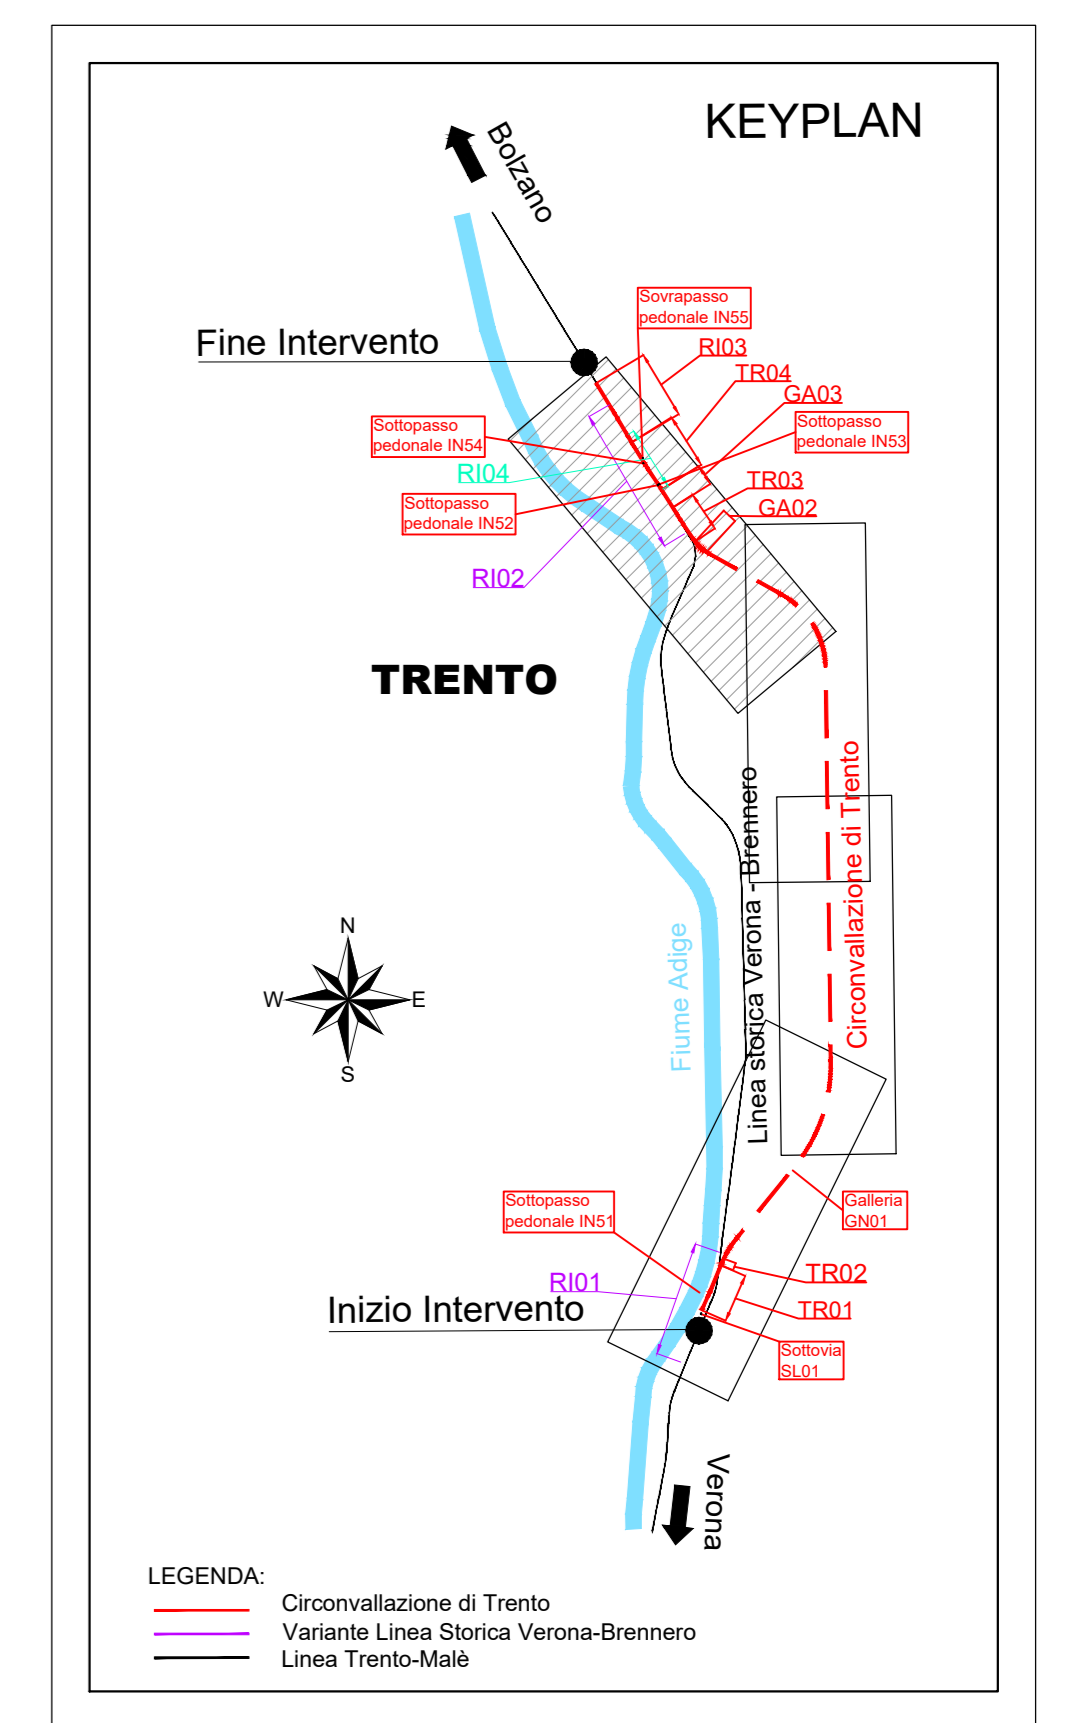 KEYPLAN
Bolzano
Sovrapasso
pedonale IN55
Fine Intervento
RI03
TR04
GA03
Sottopasso
pedonale IN54
Sottopasso
pedonale IN53
RI04
TR03
Sottopasso
pedonale IN52
GA02
RI02
TRENTO
Linea storica Verona - Brennero
Circonvallazione di Trento
Fiume Adige
N
W
E
S
Sottopasso
pedonale IN51
Galleria
GN01
RI01
TR02
Inizio Intervento
TR01
Sottovia
SL01
Verona
LEGENDA:
Circonvallazione di Trento
Variante Linea Storica Verona-Brennero
Linea Trento-Malè